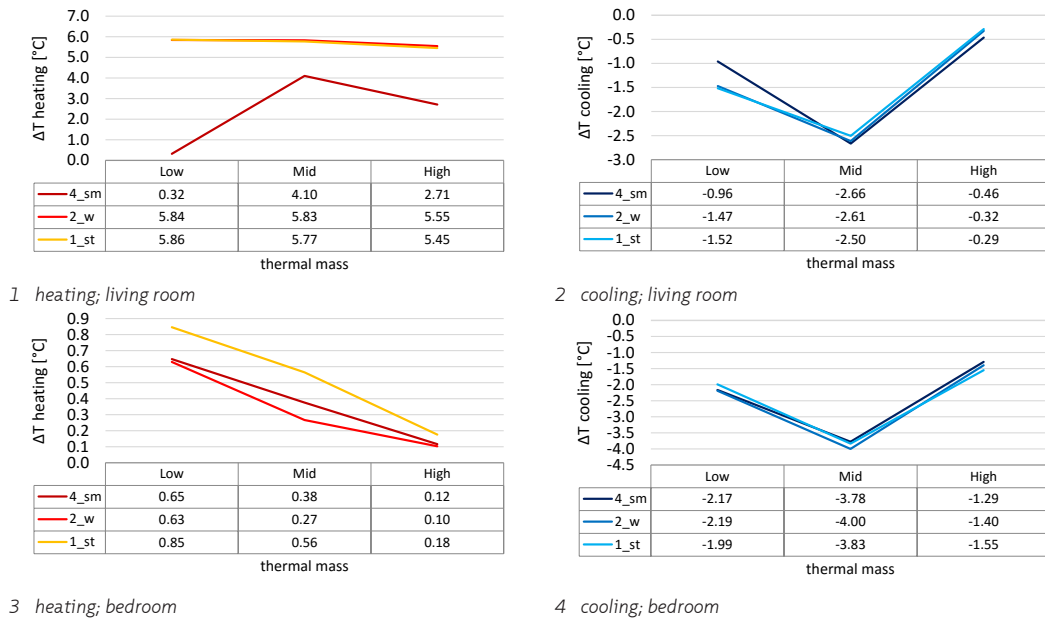 7.0
6.0
5.0
4.0
3.0
2.0
1.0
0.0
ΔT heating [°C]
Low Mid High
4_sm 0.32 4.10 2.71
2_w 5.84 5.83 5.55
1_st 5.86 5.77 5.45
thermal mass
1 heating; living room
0.0
-0.5
-1.0
-1.5
-2.0
-2.5
-3.0
ΔT cooling [°C]
Low Mid High
4_sm -0.96 -2.66 -0.46
2_w -1.47 -2.61 -0.32
1_st -1.52 -2.50 -0.29
thermal mass
2 cooling; living room
0.9
0.8
0.7
0.6
0.5
0.4
0.3
0.2
0.1
0.0
ΔT heating [°C]
Low Mid High
4_sm 0.65 0.38 0.12
2_w 0.63 0.27 0.10
1_st 0.85 0.56 0.18
thermal mass
3 heating; bedroom
0.0
-0.5
-1.0
-1.5
-2.0
-2.5
-3.0
-3.5
-4.0
-4.5
ΔT cooling [°C]
Low Mid High
4_sm -2.17 -3.78 -1.29
2_w -2.19 -4.00 -1.40
1_st -1.99 -3.83 -1.55
thermal mass
4 cooling; bedroom